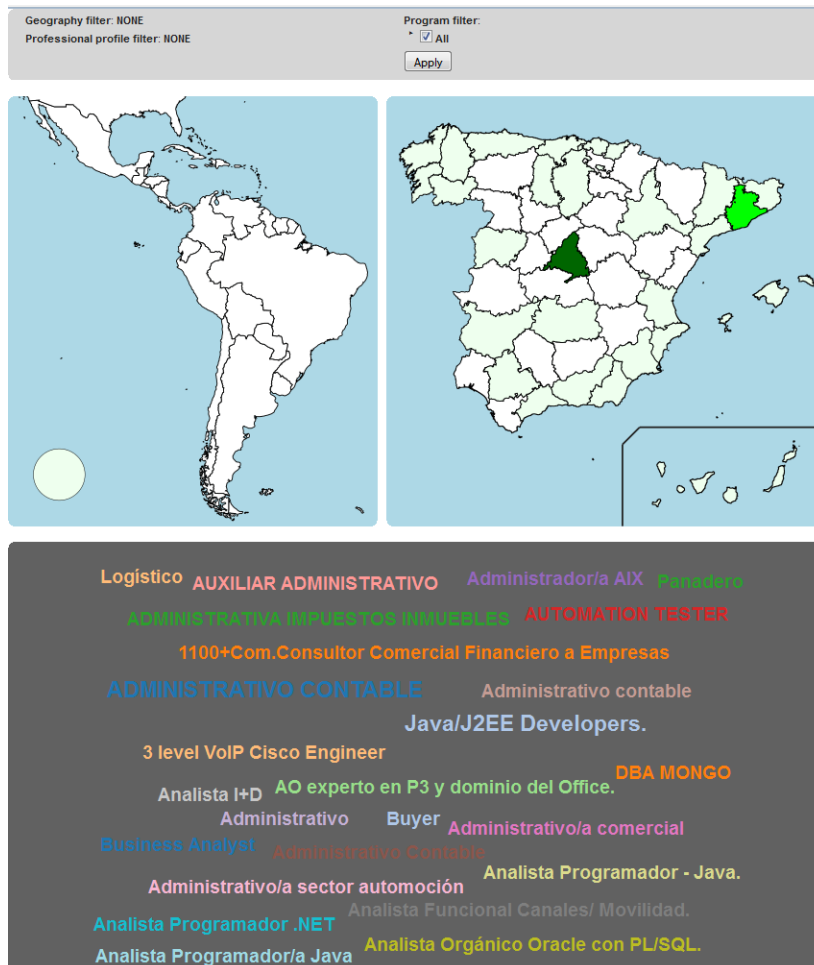 Geography filter: NONE
Program filter:
Professional profile filter: NONE
All
Apply
Logístico
AUXILIAR ADMINISTRATIVO
Administrador/a AIX
Panadero
ADMINISTRATIVA IMPUESTOS INMUEBLES
AUTOMATION TESTER
1100+Com.Consultor Comercial Financiero a Empresas
ADMINISTRATIVO CONTABLE
Administrativo contable
Java/J2EE Developers.
3 level VoIP Cisco Engineer
DBA MONGO
Analista I+D
AO experto en P3 y dominio del Office.
Administrativo
Buyer
Administrativo/a comercial
Business Analyst
Administrativo Contable
Analista Programador - Java.
Administrativo/a sector automoción
Analista Funcional Canales/ Movilidad.
Analista Programador .NET
Analista Orgánico Oracle con PL/SQL.
Analista Programador/a Java